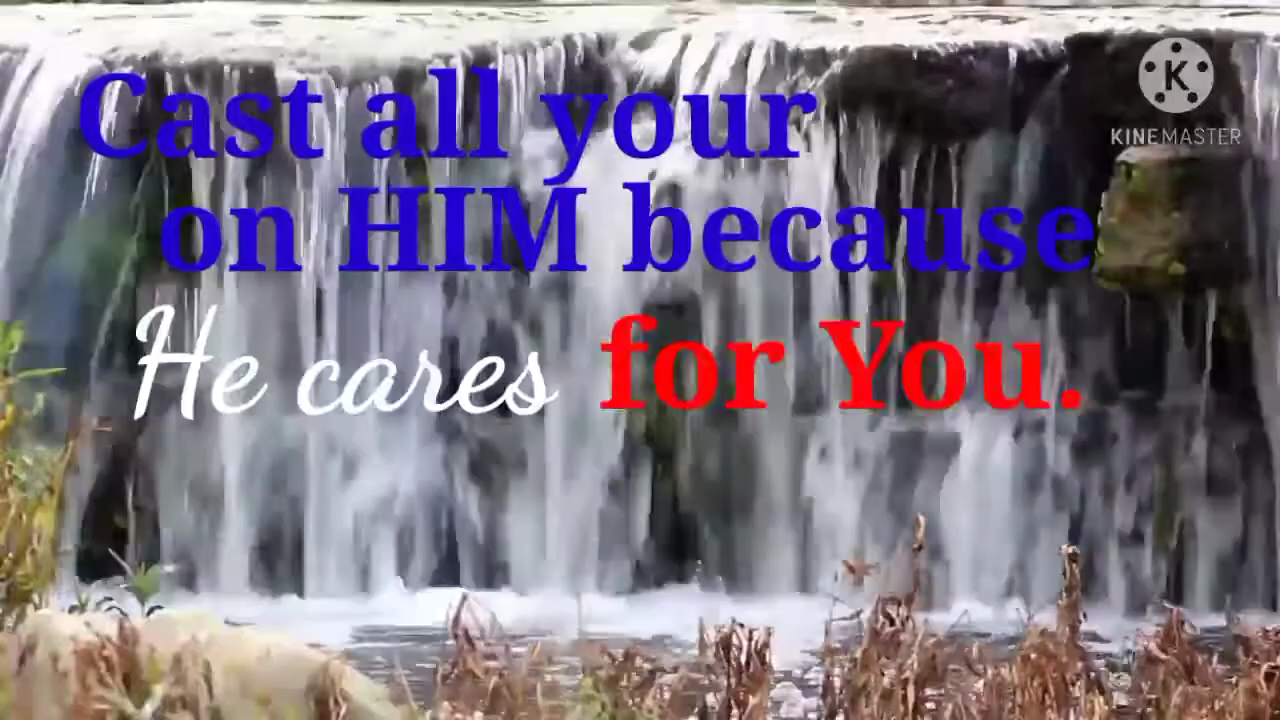 Cast all your
on HIM because
He cares for You.
K
KINEMASTER